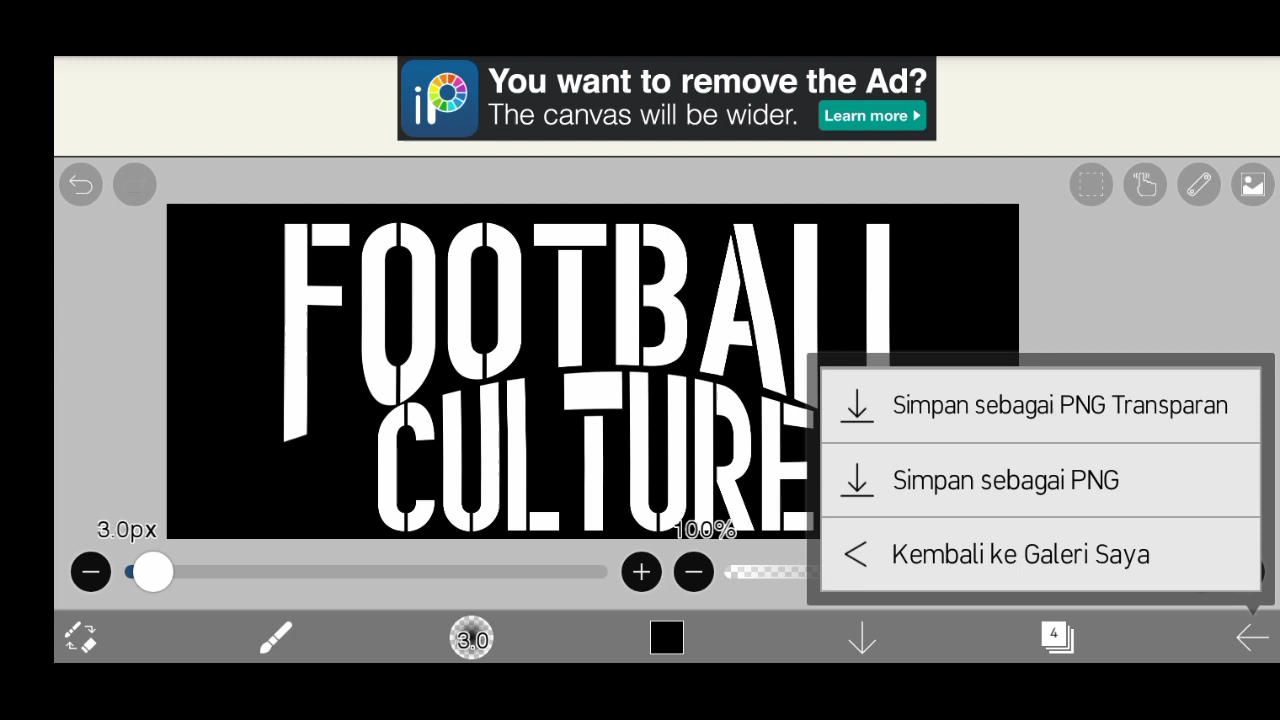 iP
You want to remove the Ad?
The canvas will be wider.
Learn more
FOOTBALL
CULTURE
Simpan sebagai PNG Transparan
Simpan sebagai PNG
Kembali ke Galeri Saya
3.0px
100%
3.0
4